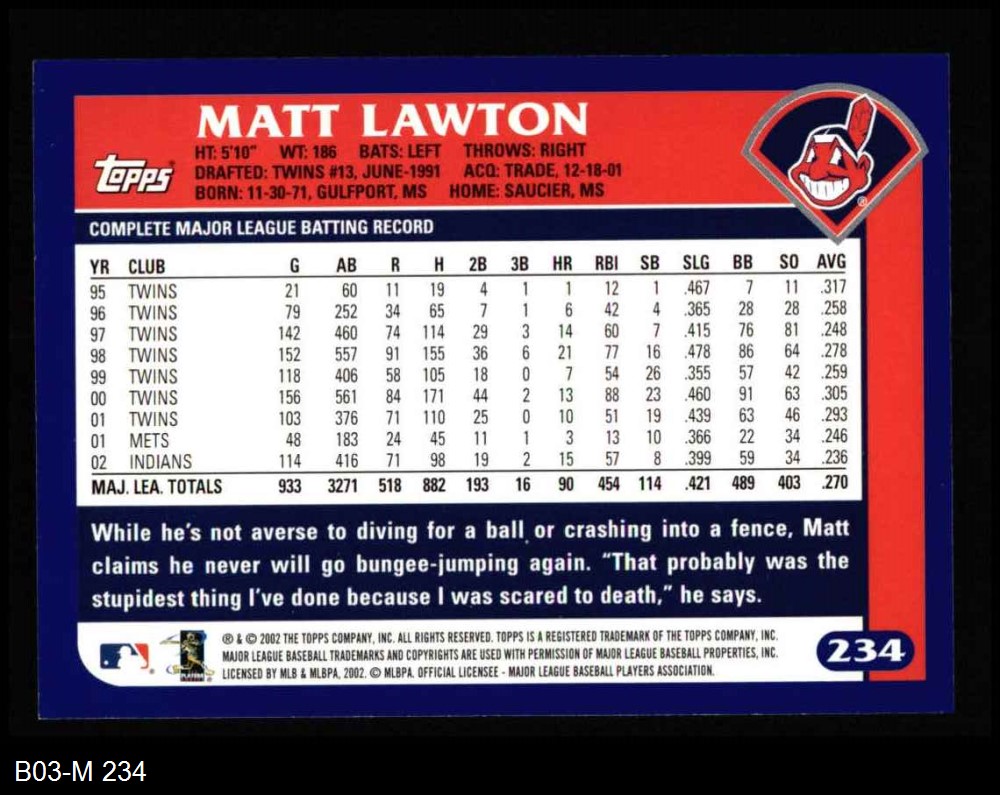 MATT LAWTON
Topps
HT: 5'10" WT: 186 BATS: LEFT THROWS: RIGHT
DRAFTED: TWINS #13, JUNE-1991 ACQ: TRADE, 12-18-01
BORN: 11-30-71, GULFPORT, MS HOME: SAUCIER, MS
®
COMPLETE MAJOR LEAGUE BATTING RECORD
YR CLUB G AB R H 2B 3B HR RBI SB SLG BB SO AVG
95 TWINS 21 60 11 19 4 1 1 12 1 .467 7 11 .317
96 TWINS 79 252 34 65 7 1 6 42 4 .365 28 28 .258
97 TWINS 142 460 74 114 29 3 14 60 7 .415 76 81 .248
98 TWINS 152 557 91 155 36 6 21 77 16 .478 86 64 .278
99 TWINS 118 406 58 105 18 0 7 54 26 .355 57 42 .259
00 TWINS 156 561 84 171 44 2 13 88 23 .460 91 63 .305
01 TWINS 103 376 71 110 25 0 10 51 19 .439 63 46 .293
01 METS 48 183 24 45 11 1 3 13 10 .366 22 34 .246
02 INDIANS 114 416 71 98 19 2 15 57 8 .399 59 34 .236
MAJ. LEA. TOTALS 933 3271 518 882 193 16 90 454 114 .421 489 403 .270
While he's not averse to diving for a ball or crashing into a fence, Matt
claims he never will go bungee-jumping again. "That probably was the
stupidest thing I've done because I was scared to death," he says.
® & © 2002 THE TOPPS COMPANY, INC. ALL RIGHTS RESERVED. TOPPS IS A REGISTERED TRADEMARK OF THE TOPPS COMPANY, INC.
MAJOR LEAGUE BASEBALL TRADEMARKS AND COPYRIGHTS ARE USED WITH PERMISSION OF MAJOR LEAGUE BASEBALL PROPERTIES, INC.
LICENSED BY MLB & MLBPA, 2002. © MLBPA. OFFICIAL LICENSEE - MAJOR LEAGUE BASEBALL PLAYERS ASSOCIATION.
234
B03-M 234